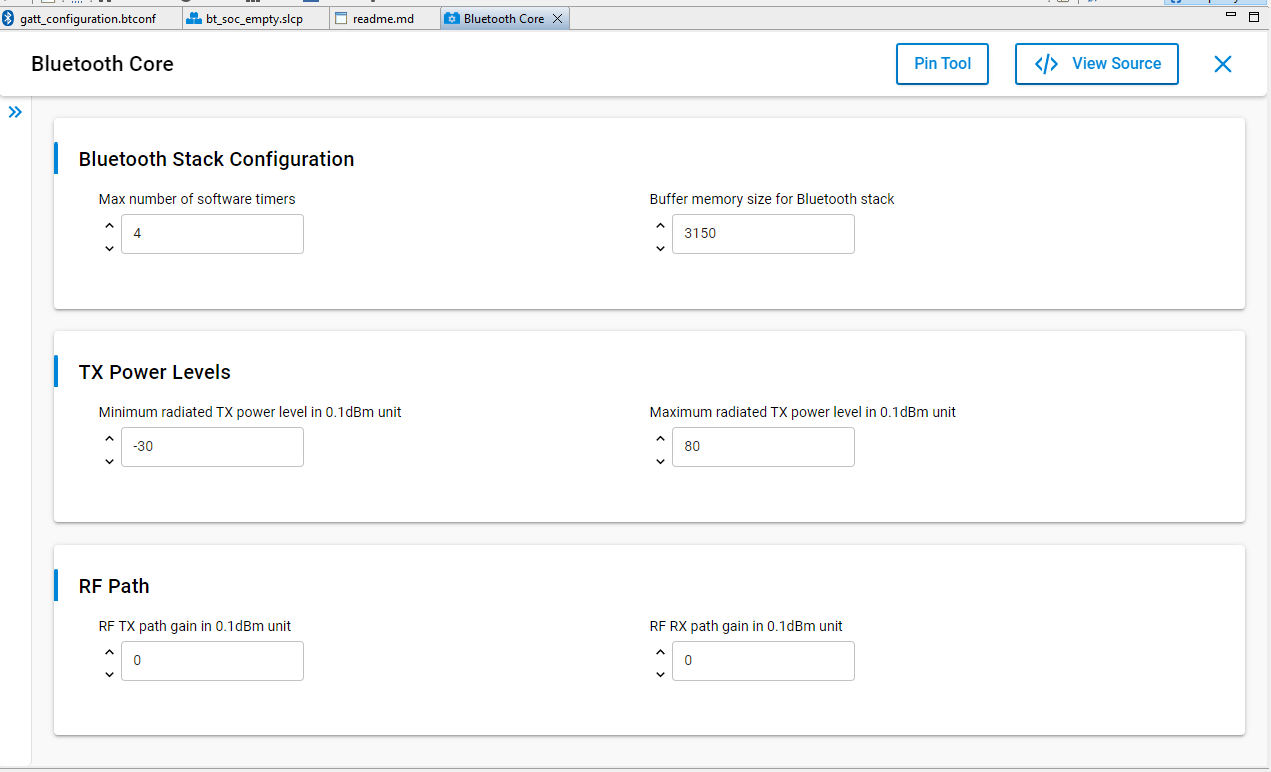 gatt_configuration.btconf bt_soc_empty.slcp readme.md Bluetooth Core
Bluetooth Core Pin Tool </> View Source
Bluetooth Stack Configuration
Max number of software timers Buffer memory size for Bluetooth stack
4 3150
TX Power Levels
Minimum radiated TX power level in 0.1dBm unit Maximum radiated TX power level in 0.1dBm unit
-30 80
RF Path
RF TX path gain in 0.1dBm unit RF RX path gain in 0.1dBm unit
0 0